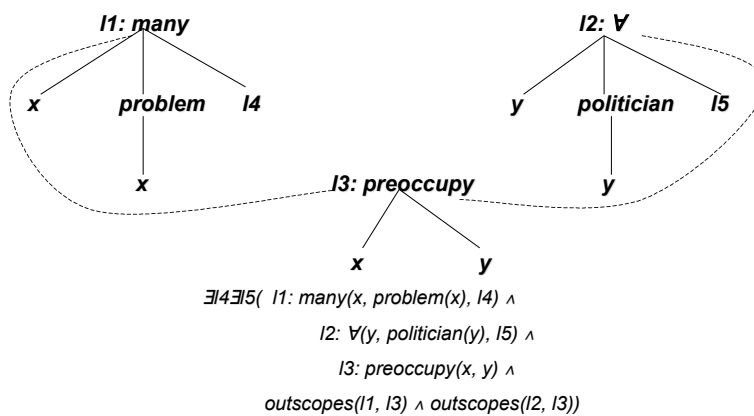 l1: many l2: ∀
x problem l4 y politician l5
x l3: preoccupy y
x y
∃l4∃l5( l1: many(x, problem(x), l4) ∧
l2: ∀(y, politician(y), l5) ∧
l3: preoccupy(x, y) ∧
outscopes(l1, l3) ∧ outscopes(l2, l3))